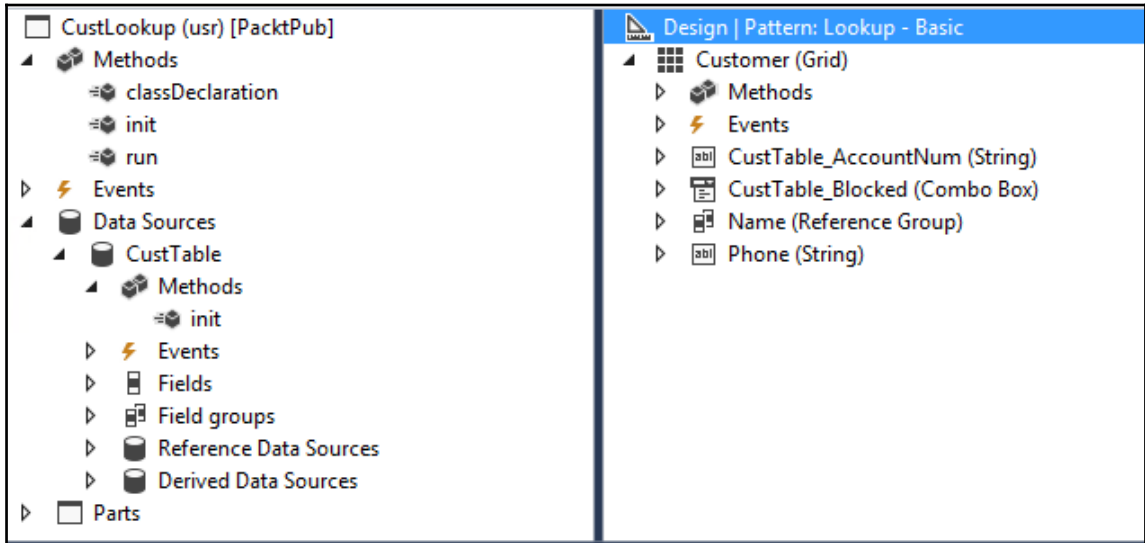 CustLookup (usr) [PacktPub]
Methods
classDeclaration
init
run
Events
Data Sources
CustTable
Methods
init
Events
Fields
Field groups
Reference Data Sources
Derived Data Sources
Parts
Design | Pattern: Lookup - Basic
Customer (Grid)
Methods
Events
abl CustTable_AccountNum (String)
CustTable_Blocked (Combo Box)
Name (Reference Group)
abl Phone (String)